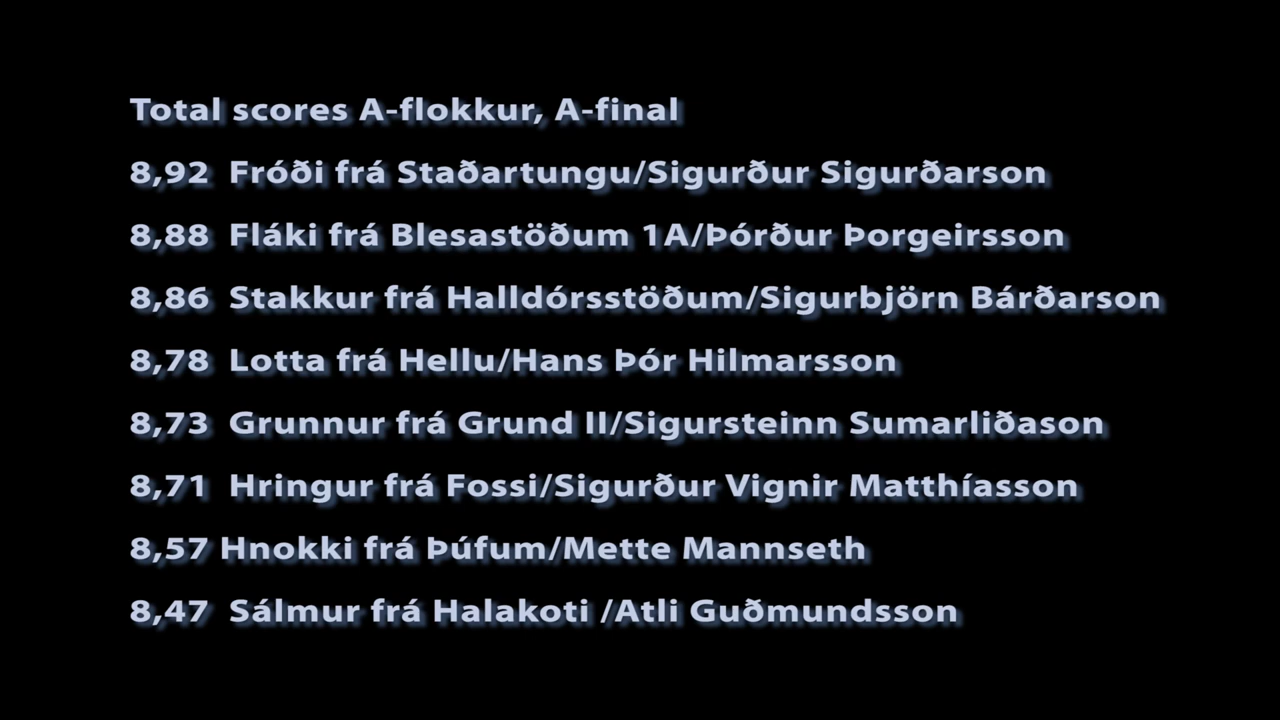 Total scores A-flokkur, A-final
8,92 Fróði frá Staðartungu/Sigurður Sigurðarson
8,88 Fláki frá Blesastöðum 1A/Þórður Þorgeirsson
8,86 Stakkur frá Halldórsstöðum/Sigurbjörn Bárðarson
8,78 Lotta frá Hellu/Hans Þór Hilmarsson
8,73 Grunnur frá Grund II/Sigursteinn Sumarliðason
8,71 Hringur frá Fossi/Sigurður Vignir Matthíasson
8,57 Hnokki frá Þúfum/Mette Mannseth
8,47 Sálmur frá Halakoti /Atli Guðmundsson